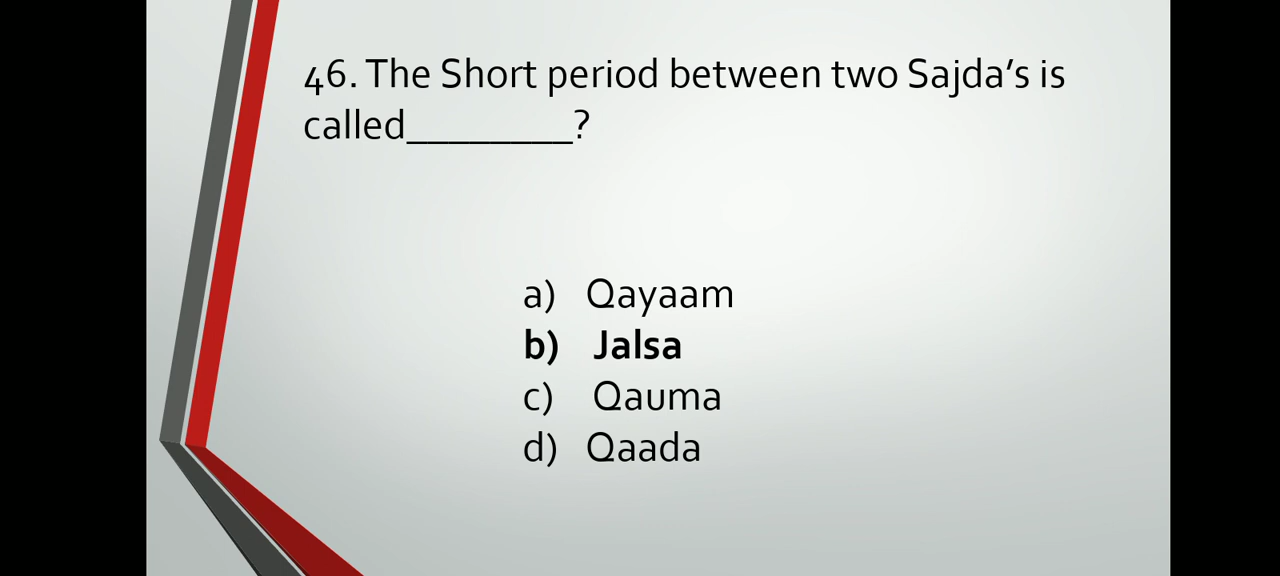 46. The Short period between two Sajda’s is
called________?
a) Qayaam
b) Jalsa
c) Qauma
d) Qaada